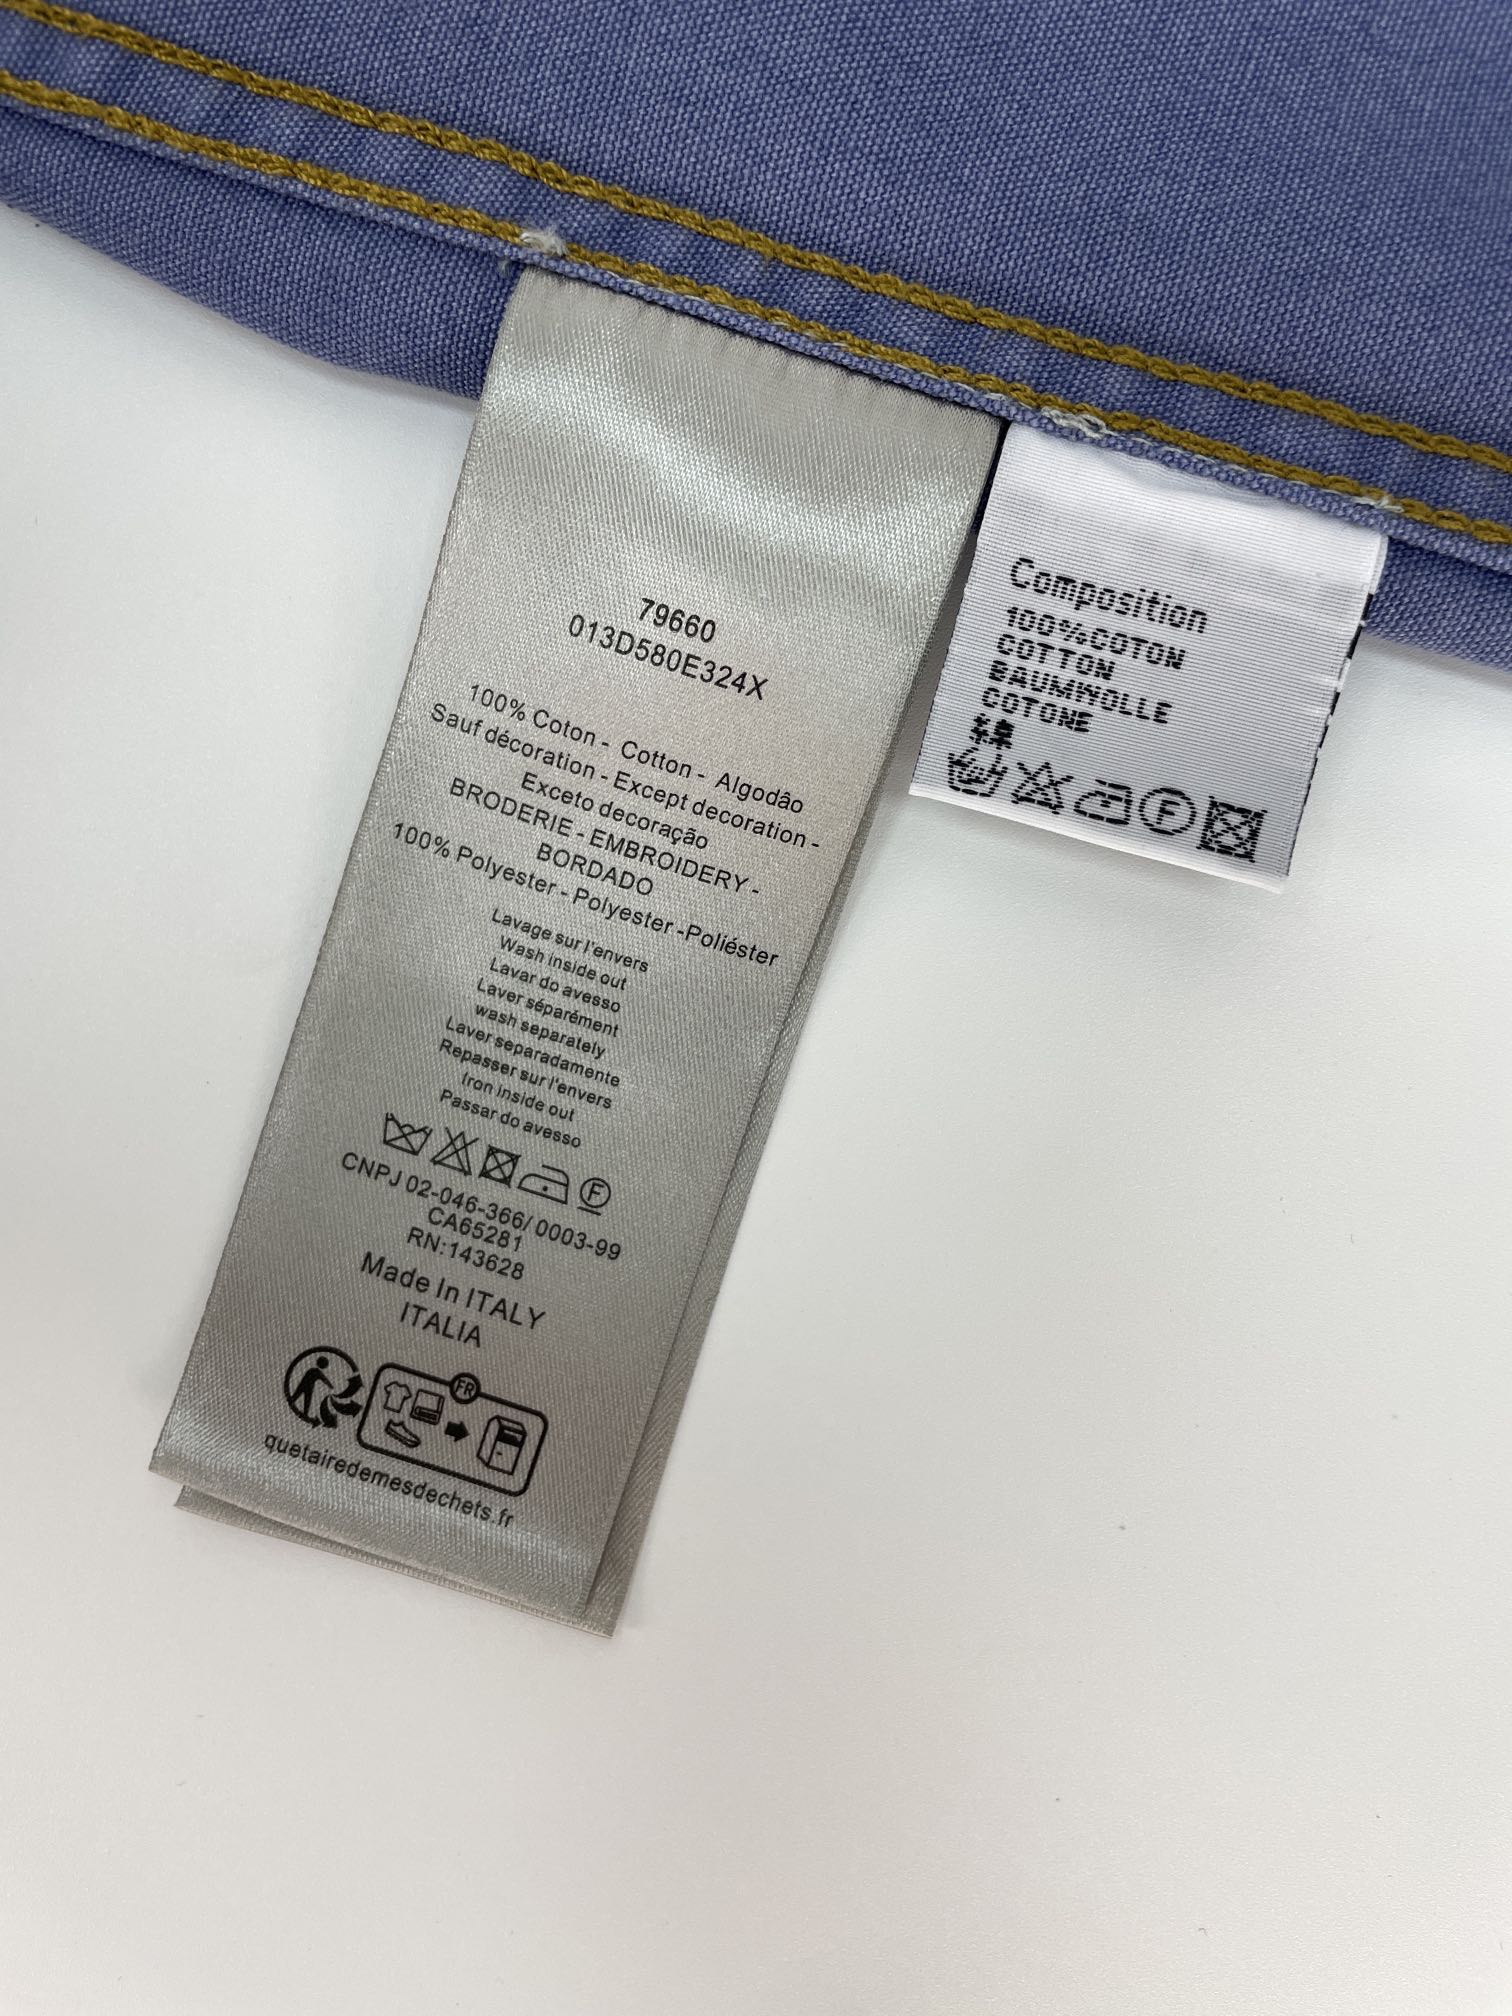 79660
013D580E324X
100% Coton - Cotton - Algodâo
Sauf décoration - Except decoration -
Exceto decoração
BRODERIE - EMBROIDERY -
BORDADO
100% Polyester - Polyester -Poliéster
Lavage sur l'envers
Wash inside out
Lavar do avesso
Laver séparément
wash separately
Laver separadamente
Repasser sur l'envers
Iron inside out
Passar do avesso
F
CNPJ 02-046-366/ 0003-99
CA65281
RN:143628
Made In ITALY
ITALIA
FR
quetairedemesdechets.fr
Composition
100%COTON
COTTON
BAUMWOLLE
COTONE
綿
F